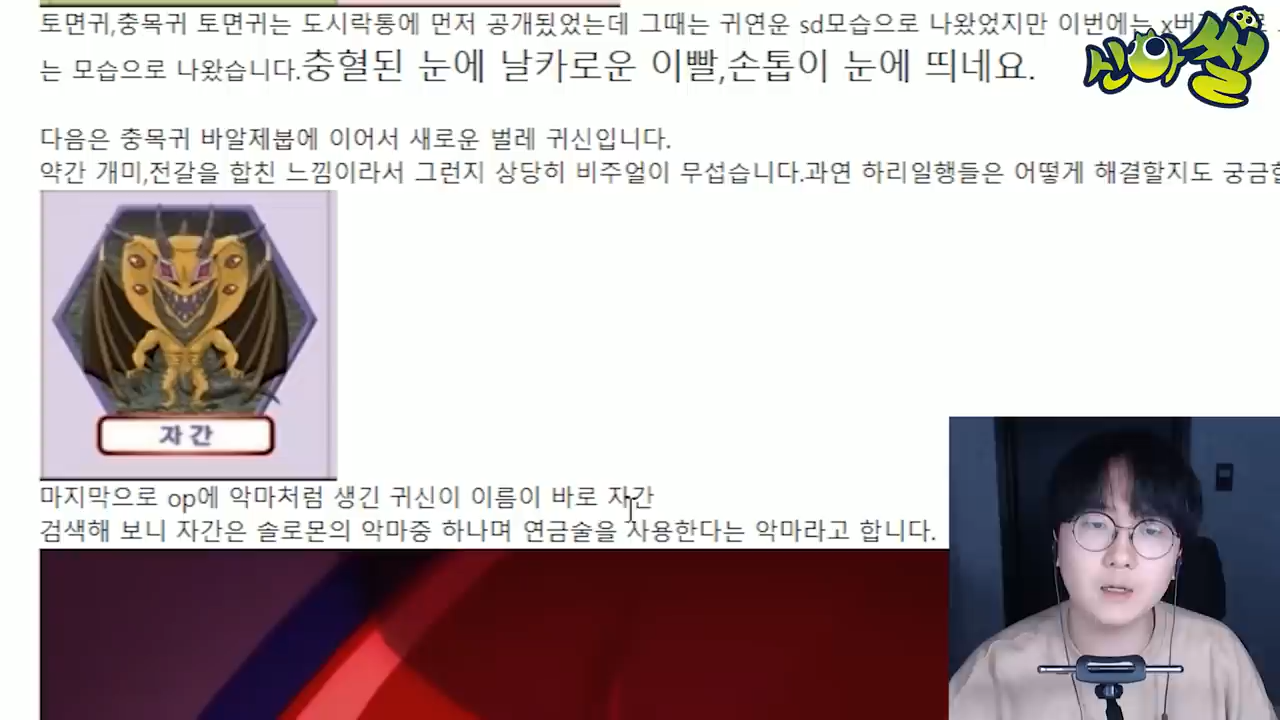 토면귀,충목귀 토면귀는 도시락통에 먼저 공개됬었는데 그때는 귀연운 sd모습으로 나왔었지만 이번에는
는 모습으로 나왔습니다.충혈된 눈에 날카로운 이빨,손톱이 눈에 띄네요.
신아썰
다음은 충목귀 바알제붑에 이어서 새로운 벌레 귀신입니다.
약간 개미,전갈을 합친 느낌이라서 그런지 상당히 비주얼이 무섭습니다.과연 하리일행들은 어떻게 해결할지도
자간
마지막으로 op에 악마처럼 생긴 귀신이 이름이 바로 자간
검색해 보니 자간은 솔로몬의 악마중 하나며 연금술을 사용한다는 악마라고 합니다.